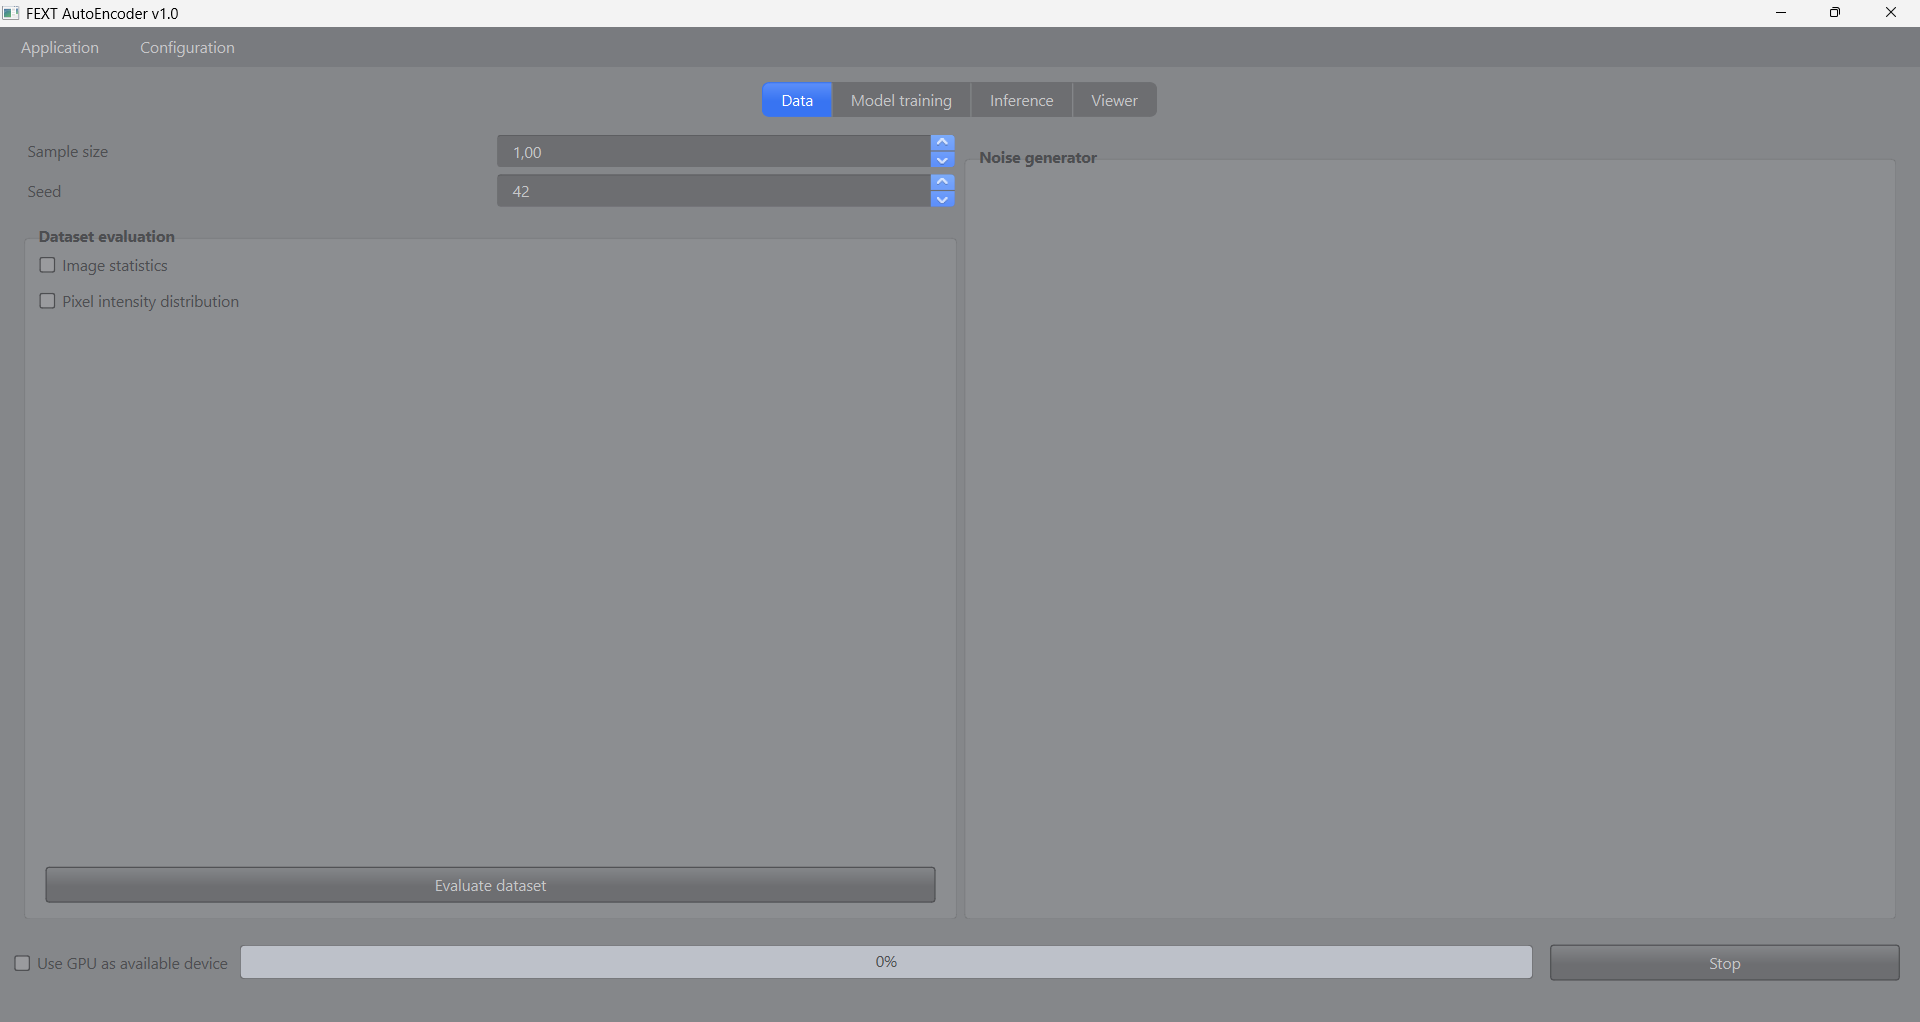 FEXT AutoEncoder v1.0
Application Configuration
Data Model training Inference Viewer
Sample size 1,00
Seed 42
Noise generator
Dataset evaluation
Image statistics
Pixel intensity distribution
Evaluate dataset
Use GPU as available device 0% Stop